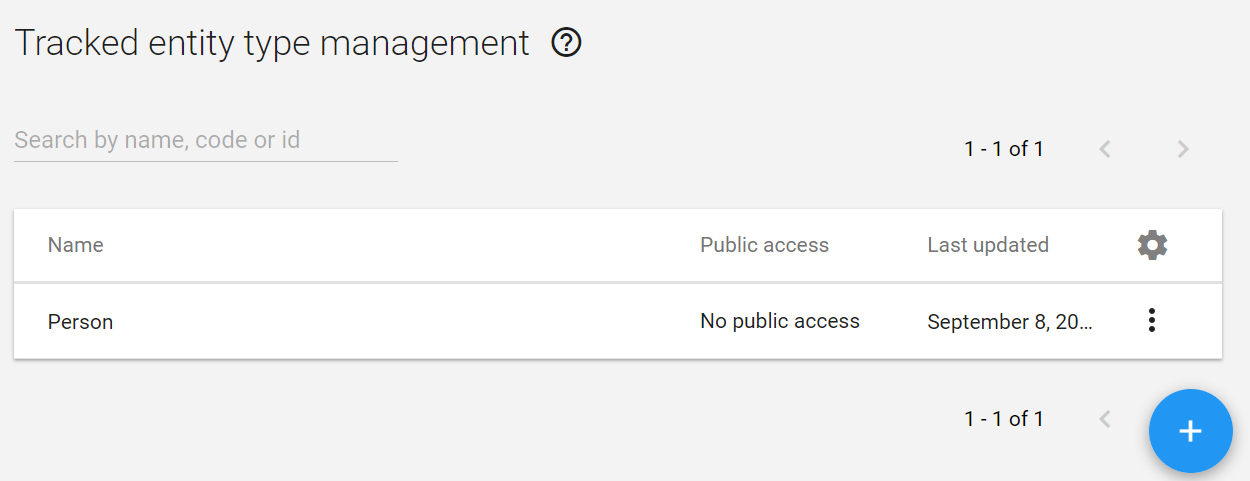 Tracked entity type management ?
Search by name, code or id
1 - 1 of 1
Name Public access Last updated
Person No public access September 8, 20...
1 - 1 of 1